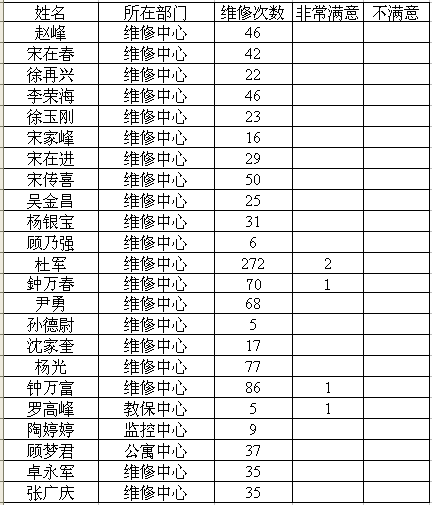 姓名 所在部门 维修次数 非常满意 不满意
赵峰 维修中心 46
宋在春 维修中心 42
徐再兴 维修中心 22
李荣海 维修中心 46
徐玉刚 维修中心 23
宋家峰 维修中心 16
宋在进 维修中心 29
宋传喜 维修中心 50
吴金昌 维修中心 25
杨银宝 维修中心 31
顾乃强 维修中心 6
杜军 维修中心 272 2
鈡万春 维修中心 70 1
尹勇 维修中心 68
孙德尉 维修中心 5
沈家奎 维修中心 17
杨光 维修中心 77
钟万富 维修中心 86 1
罗高峰 教保中心 5 1
陶婷婷 监控中心 9
顾梦君 公寓中心 37
卓永军 维修中心 35
张广庆 维修中心 35